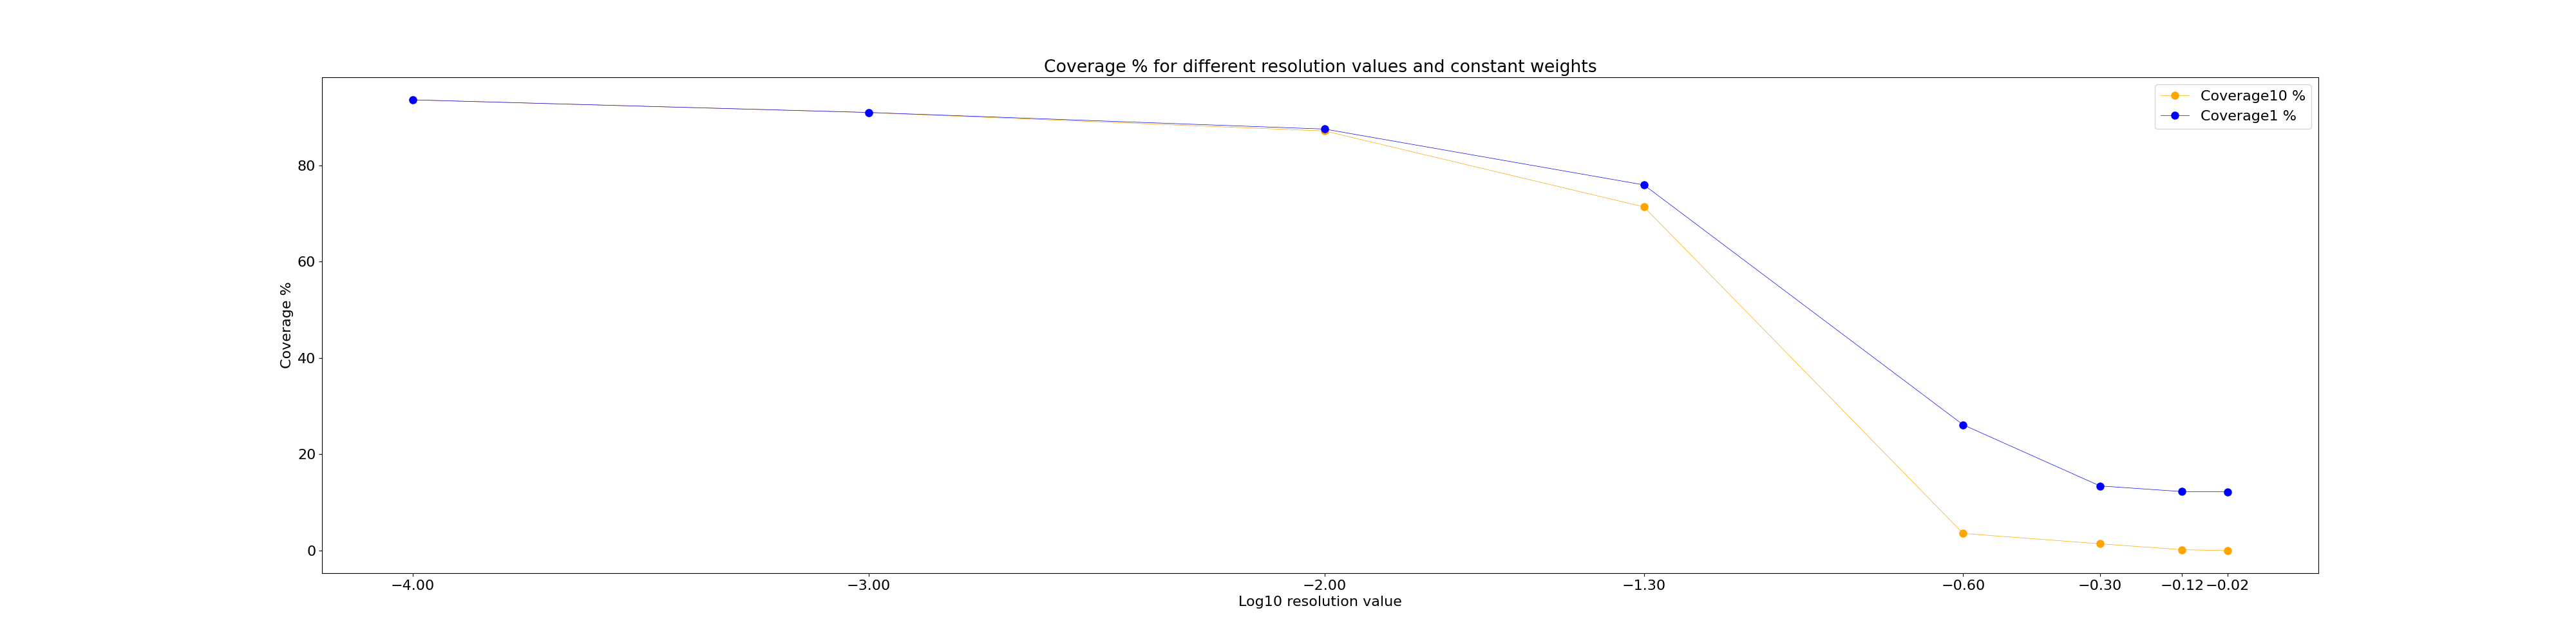 Coverage % for different resolution values and constant weights
Coverage10 %
Coverage1 %
80
60
40
20
0
Coverage %
−4.00 −3.00 −2.00 −1.30 −0.60 −0.30 −0.12 −0.02
Log10 resolution value